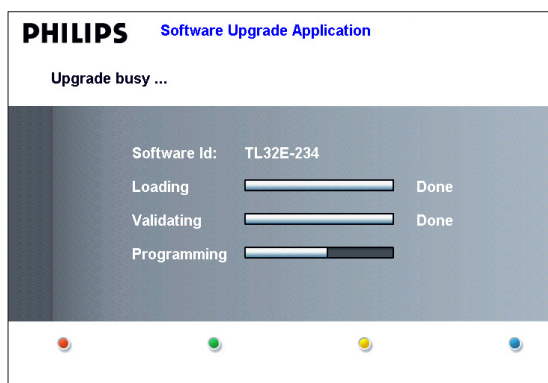 PHILIPS Software Upgrade Application
Upgrade busy ...
Software Id: TL32E-234
Loading Done
Validating Done
Programming